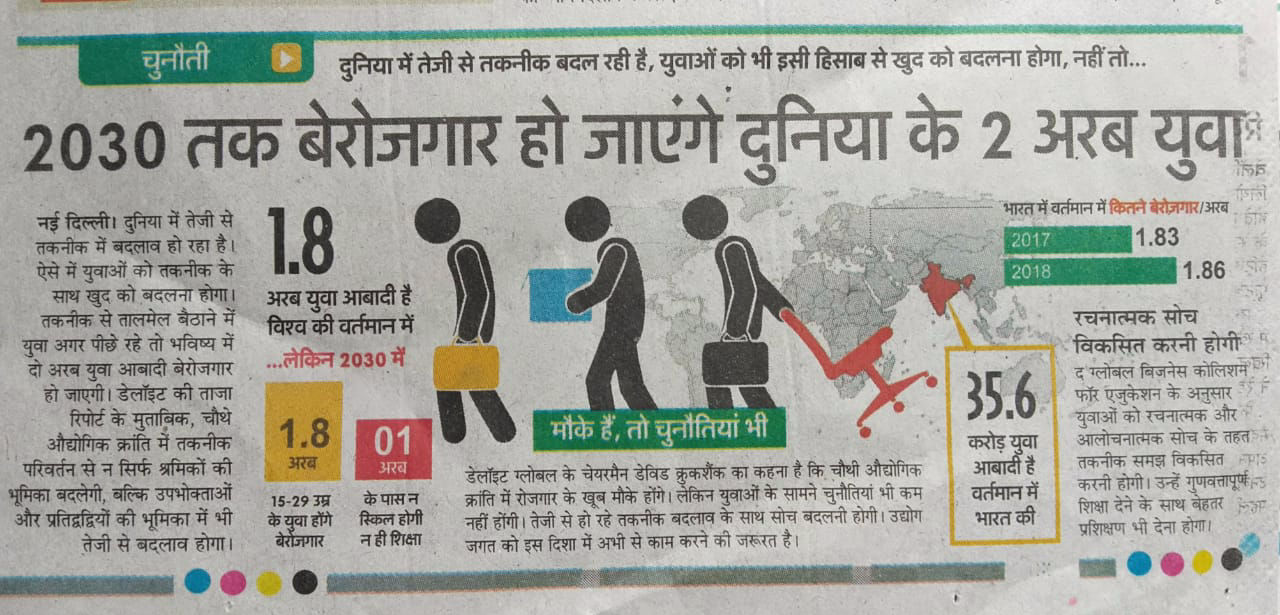 चुनौती
दुनिया में तेजी से तकनीक बदल रही है, युवाओं को भी इसी हिसाब से खुद को बदलना होगा, नहीं तो...
2030 तक बेरोजगार हो जाएंगे दुनिया के 2 अरब युवा
नई दिल्ली। दुनिया में तेजी से
तकनीक में बदलाव हो रहा है।
ऐसे में युवाओं को तकनीक के
साथ खुद को बदलना होगा।
तकनीक से तालमेल बैठाने में
युवा अगर पीछे रहे तो भविष्य में
दो अरब युवा आबादी बेरोजगार
हो जाएगी। डेलॉइट की ताजा
रिपोर्ट के मुताबिक, चौथे
औद्योगिक क्रांति में तकनीक
परिवर्तन से न सिर्फ श्रमिकों की
भूमिका बदलेगी, बल्कि उपभोक्ताओं
और प्रतिद्वद्वियों की भूमिका में भी
तेजी से बदलाव होगा।
1.8
अरब युवा आबादी है
विश्व की वर्तमान में
...लेकिन 2030 में
1.8
अरब
15-29 उम्र
के युवा होंगे
बेरोजगार
01
अरब
के पास न
स्किल होगी
न ही शिक्षा
मौके हैं, तो चुनौतियां भी
डेलॉइट ग्लोबल के चेयरमैन डेविड क्रुकशैंक का कहना है कि चौथी औद्योगिक
क्रांति में रोजगार के खूब मौके होंगे। लेकिन युवाओं के सामने चुनौतियां भी कम
नहीं होंगी। तेजी से हो रहे तकनीक बदलाव के साथ सोच बदलनी होगी। उद्योग
जगत को इस दिशा में अभी से काम करने की जरूरत है।
भारत में वर्तमान में कितने बेरोज़गार/अरब
2017 1.83
2018 1.86
35.6
करोड़ युवा
आबादी है
वर्तमान में
भारत की
रचनात्मक सोच
विकसित करनी होगी
द ग्लोबल बिजनेस कोलिशन
फॉर एजुकेशन के अनुसार
युवाओं को रचनात्मक और
आलोचनात्मक सोच के तहत
तकनीक समझ विकसित
करनी होगी। उन्हें गुणवत्तापूर्ण
शिक्षा देने के साथ बेहतर
प्रशिक्षण भी देना होगा।